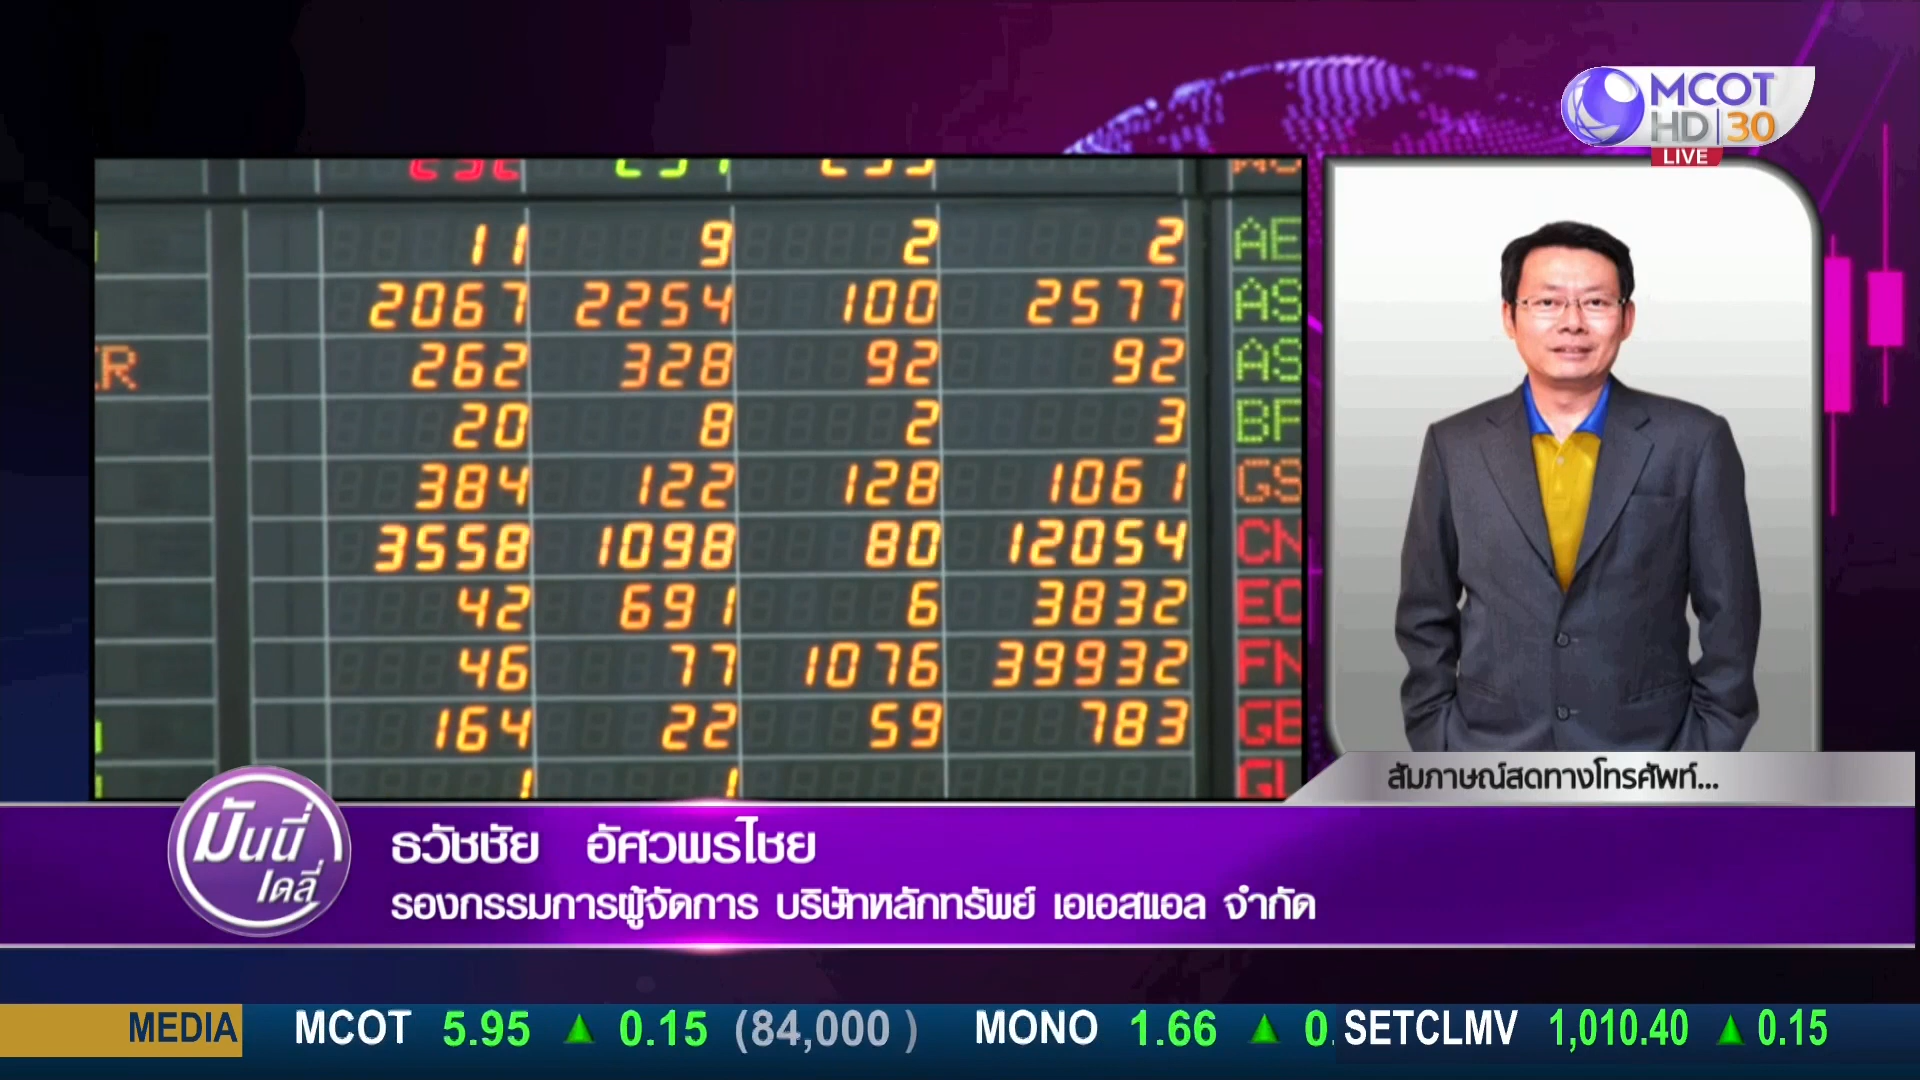 MCOT
HD 30
LIVE
11 9 2 2 AE
2067 2254 100 2577 AS
ER 262 328 92 92 AS
20 8 2 3
384 122 128 1061 GS
3558 1098 80 12054 CN
42 691 6 3832
46 77 1076 39932 FN
164 22 59 783
1 1
สัมภาษณ์สดทางโทรศัพท์...
มันนี่
เดลี่
ธวัชชัย อัศวพรไชย
รองกรรมการผู้จัดการ บริษัทหลักทรัพย์ เอเอสแอล จำกัด
MEDIA MCOT 5.95 ▲ 0.15 (84,000 ) MONO 1.66 ▲ 0. SETCLMV 1,010.40 ▲ 0.15